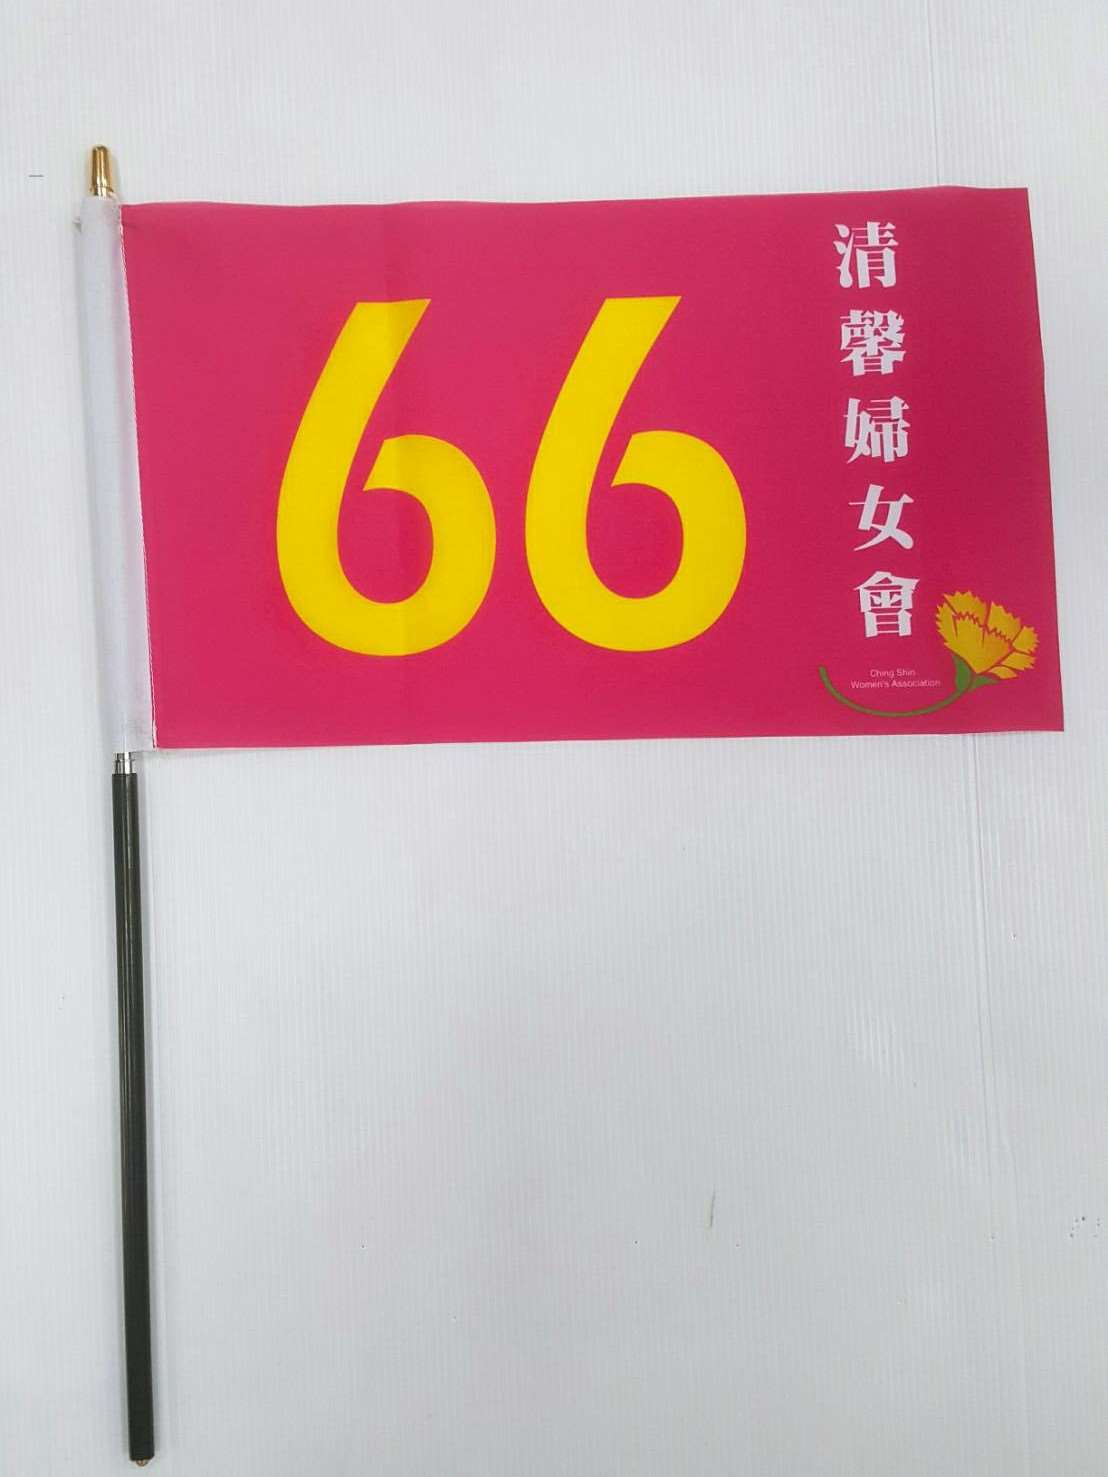 66
清馨婦女會
Ching Shin
Women's Association